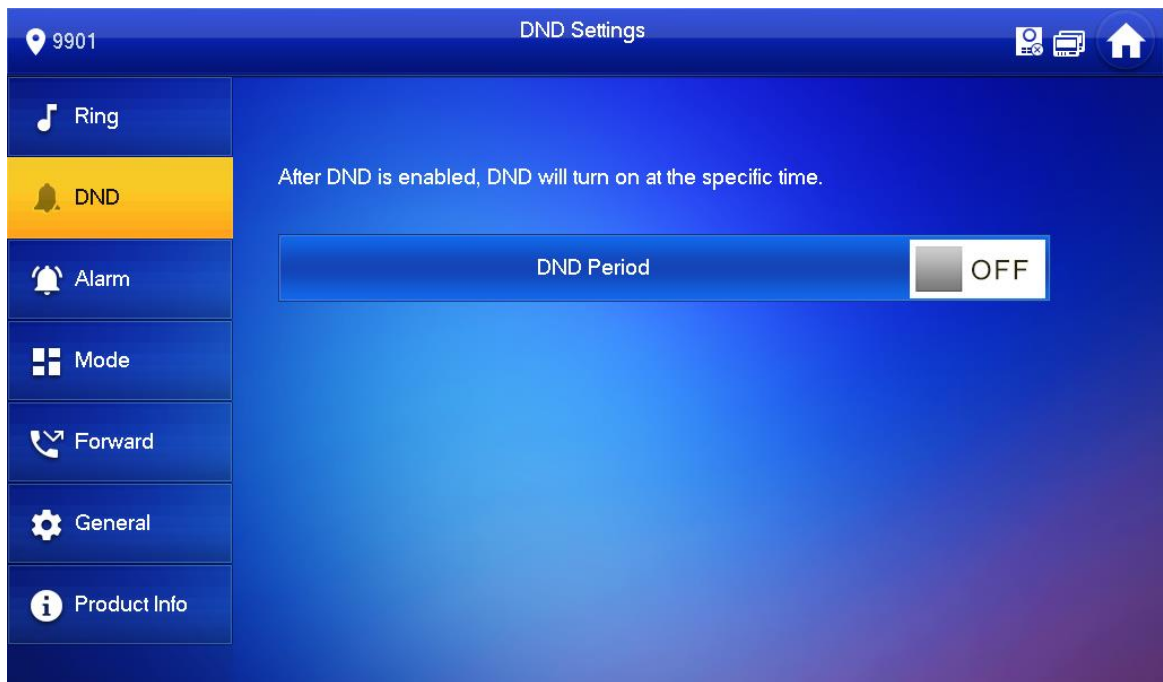 9901
DND Settings
Ring
DND
Alarm
Mode
Forward
General
Product Info
After DND is enabled, DND will turn on at the specific time.
DND Period
OFF